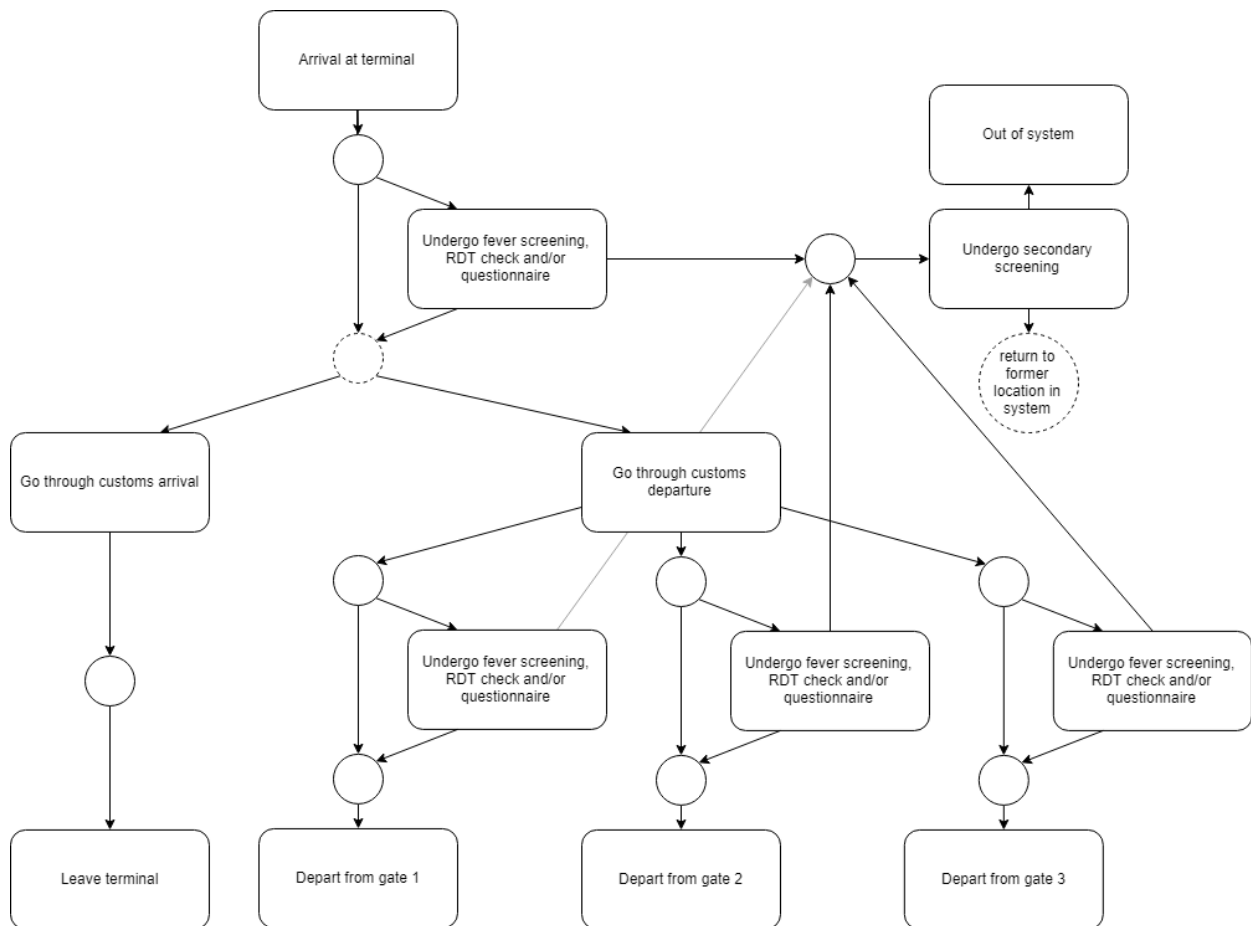 Arrival at terminal
Out of system
Undergo fever screening,
RDT check and/or
questionnaire
Undergo secondary
screening
return to
former
location in
system
Go through customs arrival
Go through customs
departure
Undergo fever screening,
RDT check and/or
questionnaire
Undergo fever screening,
RDT check and/or
questionnaire
Undergo fever screening,
RDT check and/or
questionnaire
Leave terminal
Depart from gate 1
Depart from gate 2
Depart from gate 3